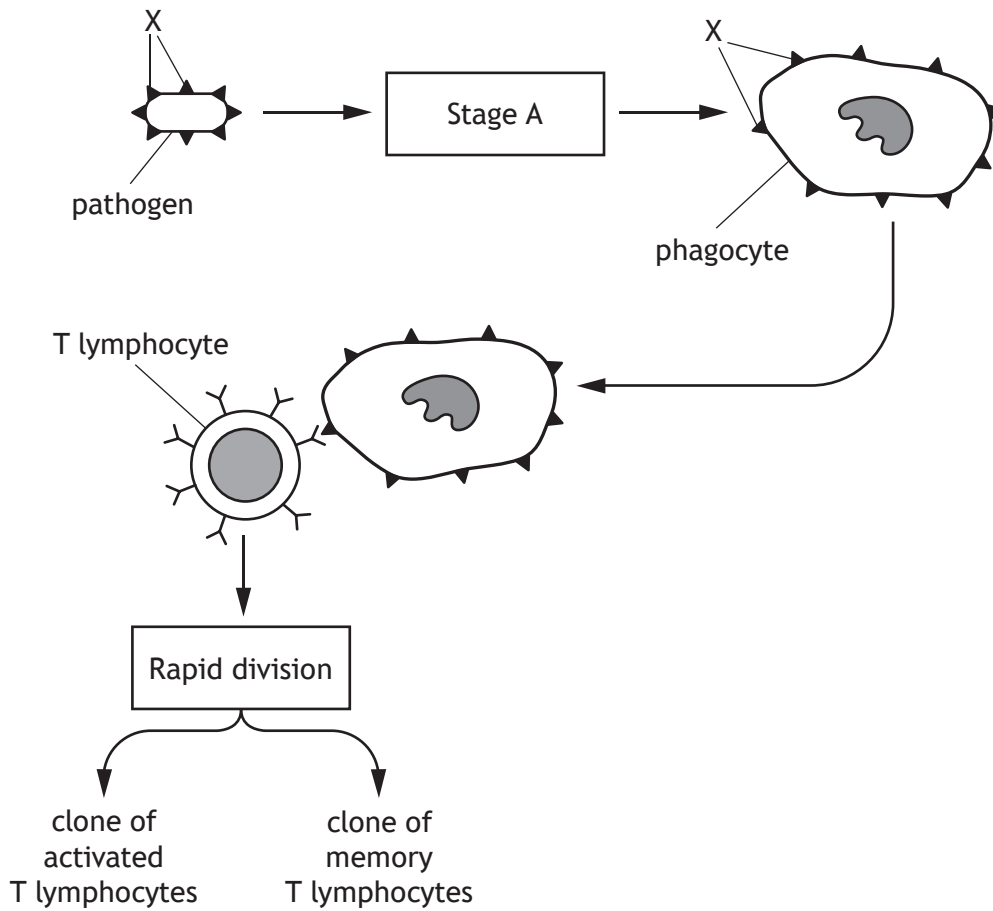 X
X
Stage A
pathogen
phagocyte
T lymphocyte
Rapid division
clone of
activated
T lymphocytes
clone of
memory
T lymphocytes